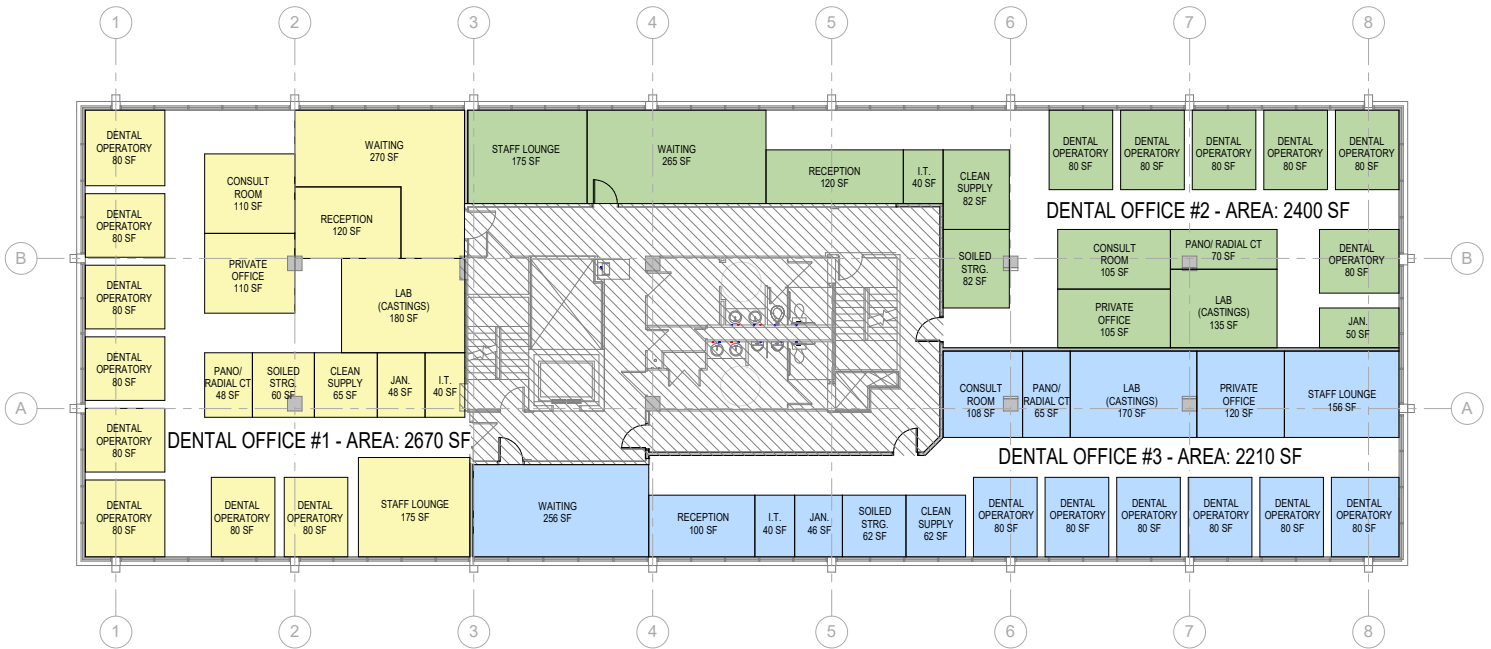 1 2 3 4 5 6 7 8
DENTAL
OPERATORY
80 SF
WAITING
270 SF
STAFF LOUNGE
175 SF
WAITING
265 SF
RECEPTION
120 SF
I.T.
40 SF
CLEAN
SUPPLY
82 SF
DENTAL
OPERATORY
80 SF
DENTAL
OPERATORY
80 SF
DENTAL
OPERATORY
80 SF
DENTAL
OPERATORY
80 SF
DENTAL
OPERATORY
80 SF
CONSULT
ROOM
110 SF
RECEPTION
120 SF
DENTAL
OPERATORY
80 SF
DENTAL OFFICE #2 - AREA: 2400 SF
B
PRIVATE
OFFICE
110 SF
SOILED
STRG.
82 SF
CONSULT
ROOM
105 SF
PANO/ RADIAL CT
70 SF
DENTAL
OPERATORY
80 SF
B
DENTAL
OPERATORY
80 SF
LAB
(CASTINGS)
180 SF
PRIVATE
OFFICE
105 SF
LAB
(CASTINGS)
135 SF
JAN.
50 SF
DENTAL
OPERATORY
80 SF
PANO/
RADIAL CT
48 SF
SOILED
STRG.
60 SF
CLEAN
SUPPLY
65 SF
JAN.
48 SF
I.T.
40 SF
CONSULT
ROOM
108 SF
PANO/
RADIAL CT
65 SF
LAB
(CASTINGS)
170 SF
PRIVATE
OFFICE
120 SF
STAFF LOUNGE
156 SF
A
A
DENTAL
OPERATORY
80 SF
DENTAL OFFICE #1 - AREA: 2670 SF
DENTAL OFFICE #3 - AREA: 2210 SF
DENTAL
OPERATORY
80 SF
DENTAL
OPERATORY
80 SF
DENTAL
OPERATORY
80 SF
STAFF LOUNGE
175 SF
WAITING
256 SF
RECEPTION
100 SF
I.T.
40 SF
JAN.
46 SF
SOILED
STRG.
62 SF
CLEAN
SUPPLY
62 SF
DENTAL
OPERATORY
80 SF
DENTAL
OPERATORY
80 SF
DENTAL
OPERATORY
80 SF
DENTAL
OPERATORY
80 SF
DENTAL
OPERATORY
80 SF
DENTAL
OPERATORY
80 SF
1 2 3 4 5 6 7 8